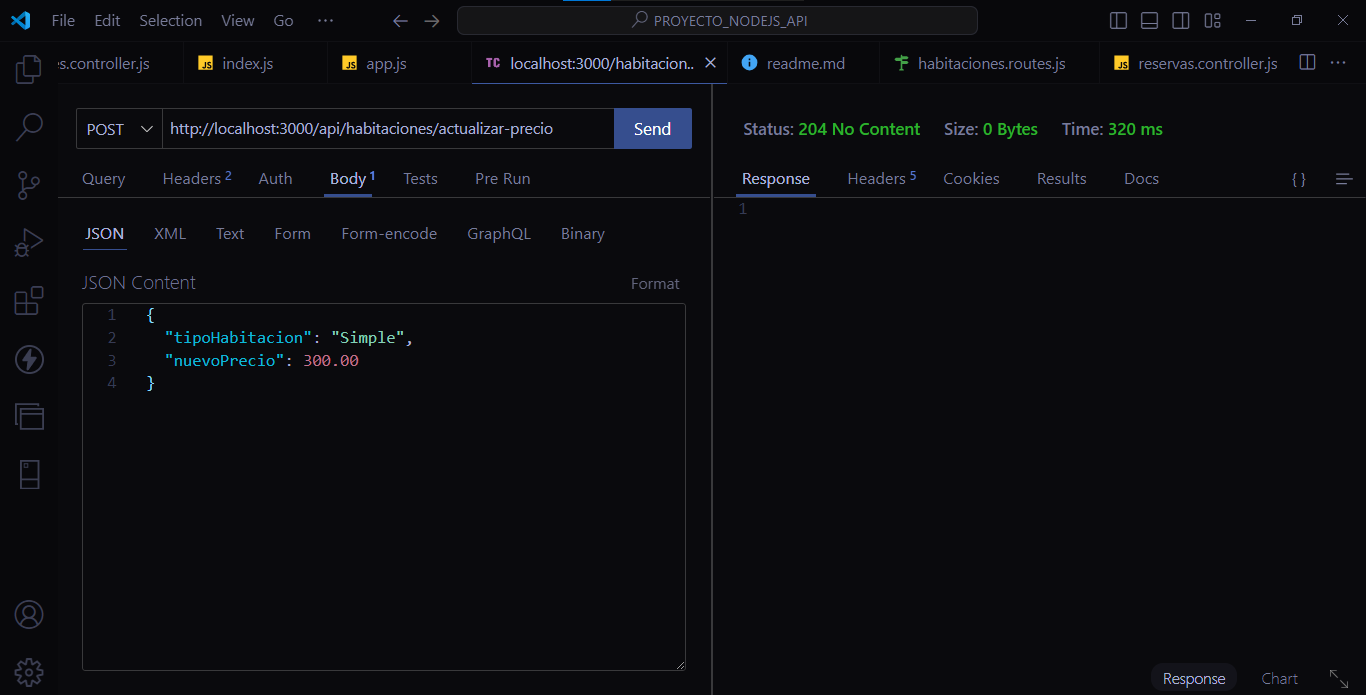 File Edit Selection View Go ··· PROYECTO_NODEJS_API
es.controller.js JS index.js JS app.js TC localhost:3000/habitacion.. readme.md habitaciones.routes.js JS reservas.controller.js ···
POST http://localhost:3000/api/habitaciones/actualizar-precio Send
Status: 204 No Content Size: 0 Bytes Time: 320 ms
Query Headers 2 Auth Body 1 Tests Pre Run
Response Headers 5 Cookies Results Docs { }
1
JSON XML Text Form Form-encode GraphQL Binary
JSON Content Format
1 {
2 "tipoHabitacion": "Simple",
3 "nuevoPrecio": 300.00
4 }
Response Chart